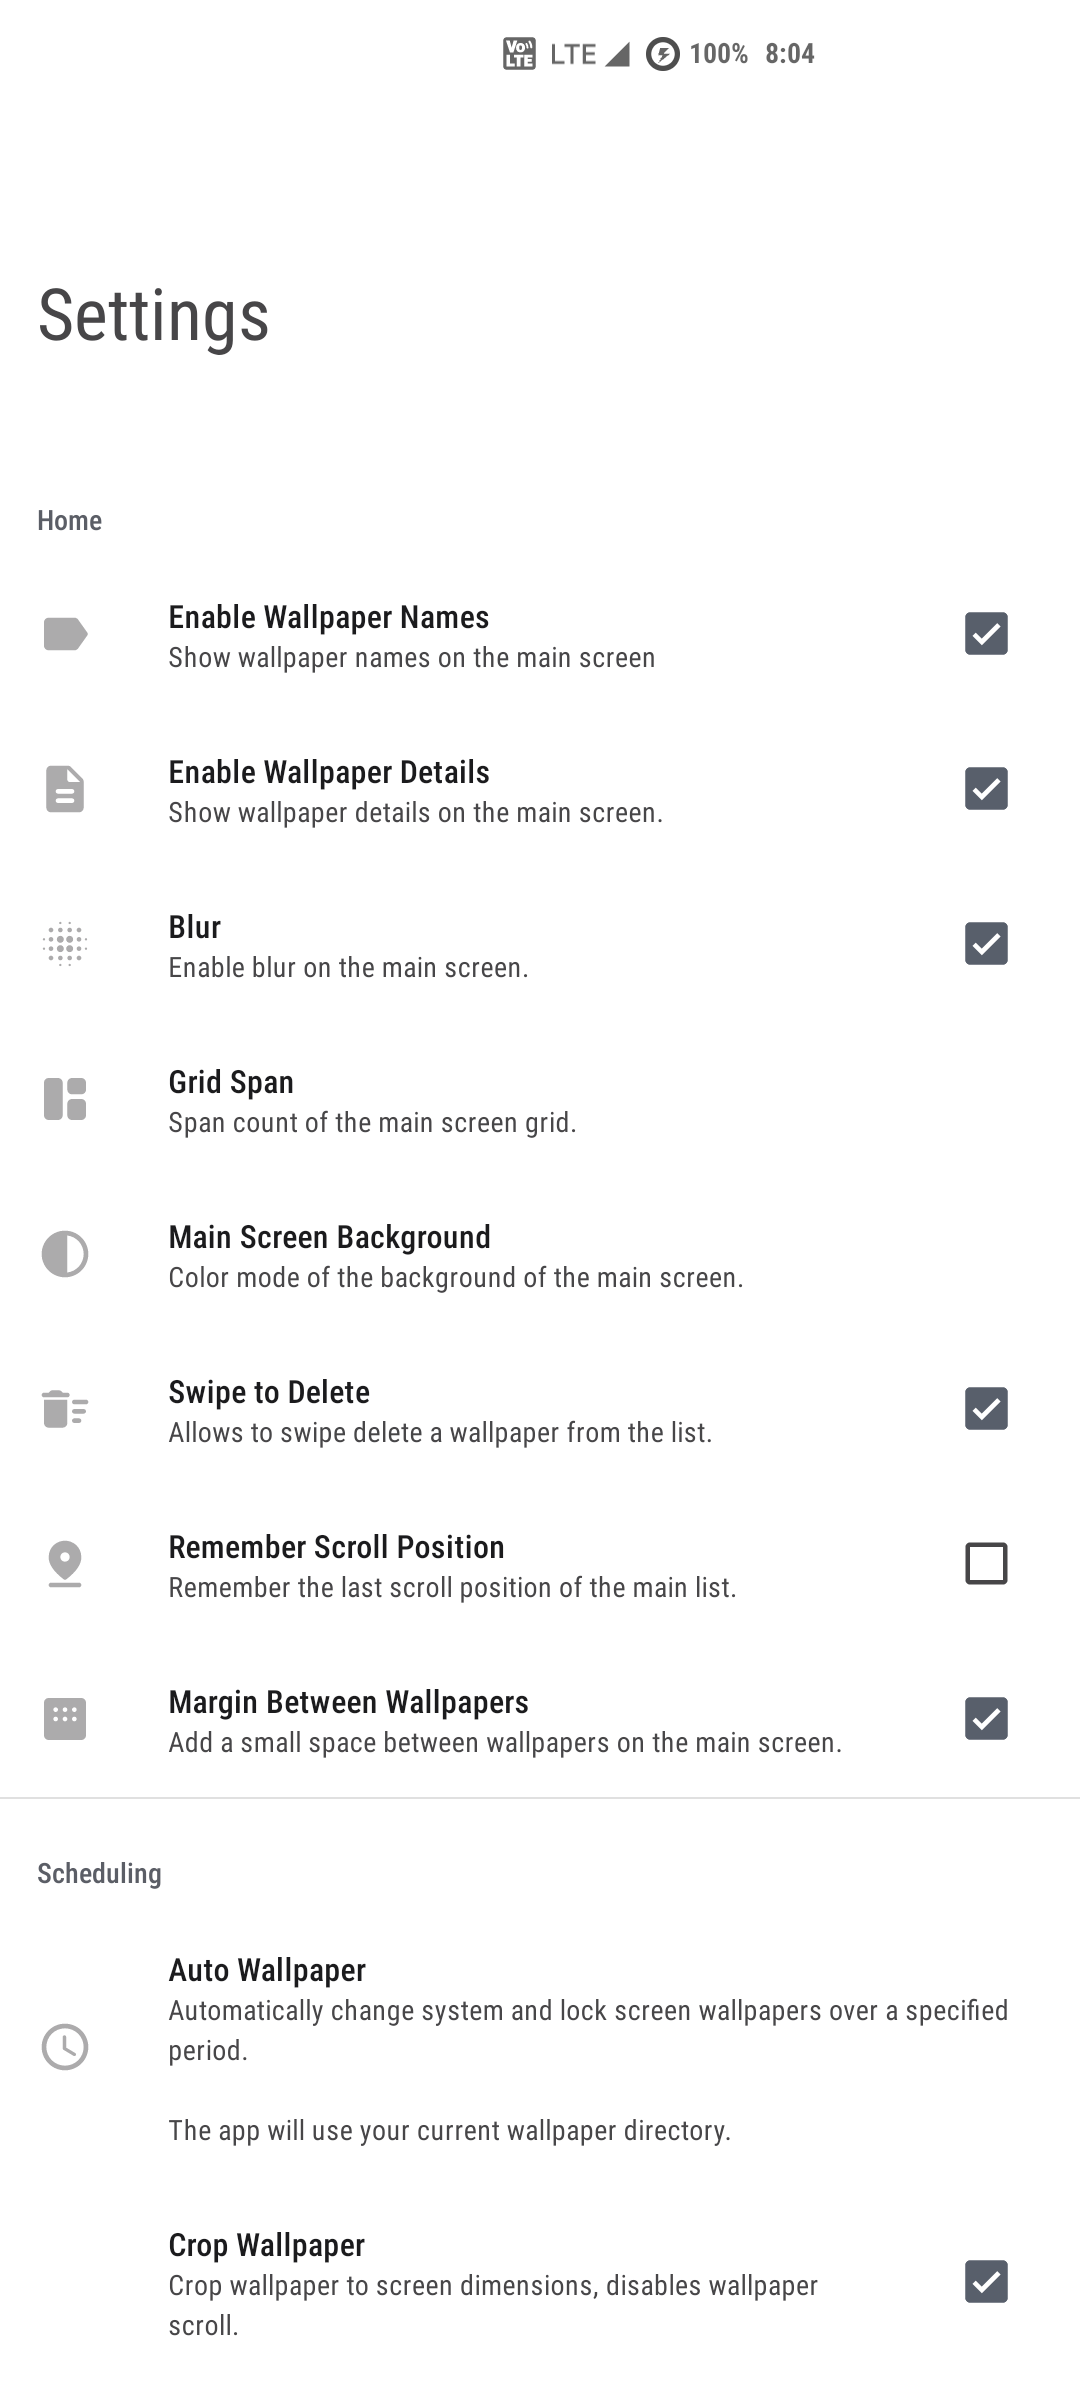 VoLTE LTE 100% 8:04
Settings
Home
Enable Wallpaper Names
Show wallpaper names on the main screen
Enable Wallpaper Details
Show wallpaper details on the main screen.
Blur
Enable blur on the main screen.
Grid Span
Span count of the main screen grid.
Main Screen Background
Color mode of the background of the main screen.
Swipe to Delete
Allows to swipe delete a wallpaper from the list.
Remember Scroll Position
Remember the last scroll position of the main list.
Margin Between Wallpapers
Add a small space between wallpapers on the main screen.
Scheduling
Auto Wallpaper
Automatically change system and lock screen wallpapers over a specified
period.
The app will use your current wallpaper directory.
Crop Wallpaper
Crop wallpaper to screen dimensions, disables wallpaper
scroll.